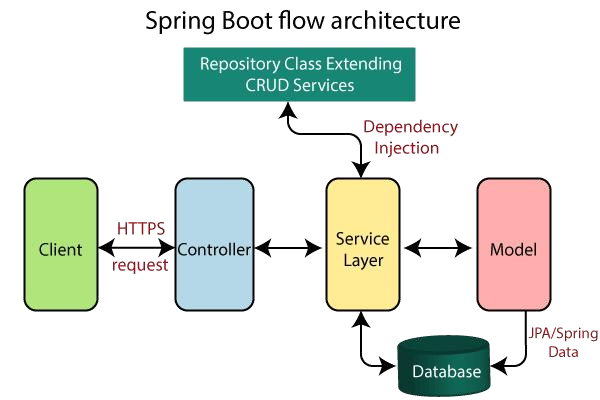 Spring Boot flow architecture
Repository Class Extending
CRUD Services
Dependency
Injection
Client
HTTPS
request
Controller
Service
Layer
Model
JPA/Spring
Data
Database